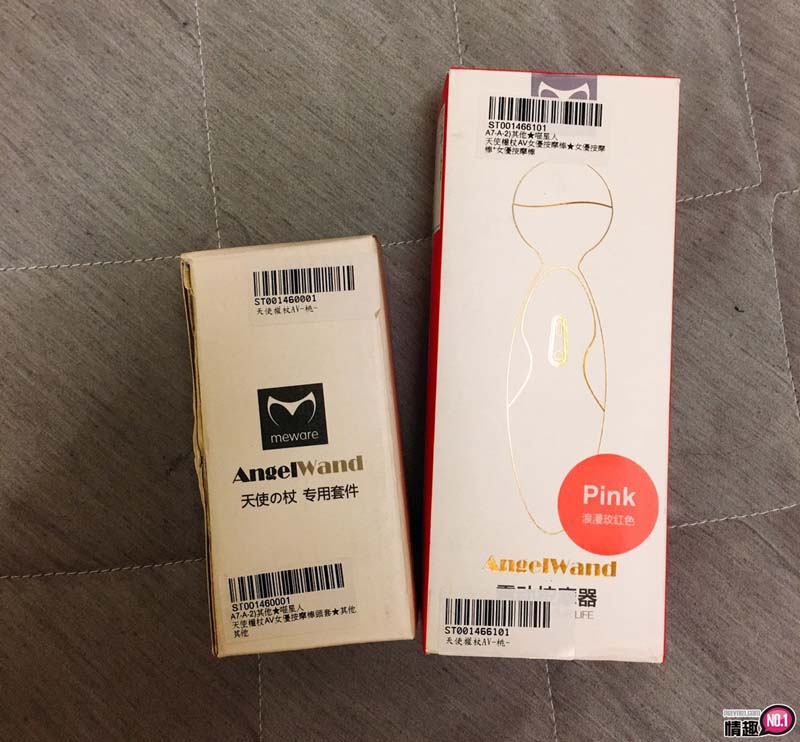 ST001460001
天使權杖AV-桃-
meware
AngelWand
天使の杖 专用套件
ST001460001
A7-A-2)其他★喵星人
天使權杖AV女優按摩棒頭套★其他
其他
ST001466101
A7-A-2)其他★喵星人
天使權杖AV女優按摩棒★女優按摩
棒*女優按摩棒
Pink
浪漫玫红色
AngelWand
器
LIFE
ST001466101
天使權杖AV-桃-
情趣 NO.1